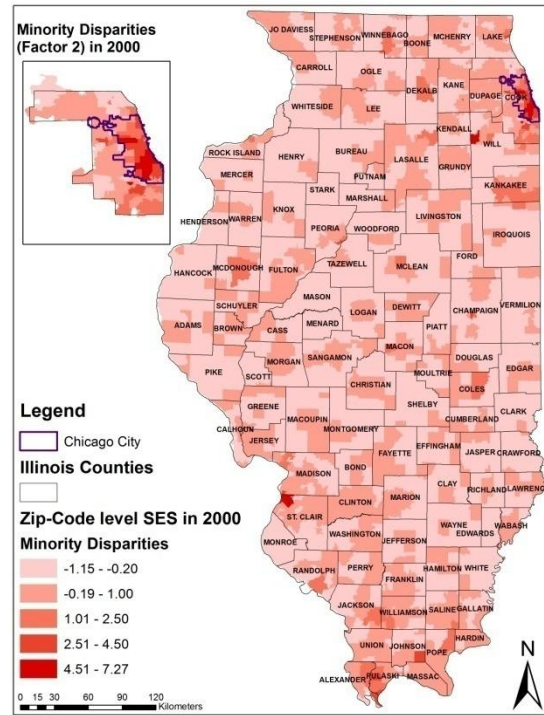 Minority Disparities
(Factor 2) in 2000
JO DAVIESS
STEPHENSON
WINNEBAGO
BOONE
MCHENRY
LAKE
CARROLL
OGLE
DEKALB
KANE
DUPAGE
COOK
WHITESIDE
LEE
KENDALL
WILL
ROCK ISLAND
HENRY
BUREAU
LASALLE
GRUNDY
MERCER
PUTNAM
KANKAKEE
STARK
MARSHALL
HENDERSON
WARREN
KNOX
LIVINGSTON
PEORIA
WOODFORD
IROQUOIS
FORD
HANCOCK
MCDONOUGH
FULTON
TAZEWELL
MCLEAN
MASON
SCHUYLER
LOGAN
DEWITT
CHAMPAIGN
VERMILION
ADAMS
BROWN
CASS
MENARD
PIATT
MACON
MORGAN
SANGAMON
DOUGLAS
EDGAR
PIKE
SCOTT
CHRISTIAN
MOULTRIE
COLES
SHELBY
GREENE
CUMBERLAND
CLARK
MACOUPIN
CALHOUN
MONTGOMERY
JERSEY
FAYETTE
EFFINGHAM
JASPER
CRAWFORD
MADISON
BOND
CLAY
RICHLAND
LAWRENC
CLINTON
MARION
ST. CLAIR
WAYNE
WABASH
EDWARDS
WASHINGTON
MONROE
JEFFERSON
RANDOLPH
PERRY
HAMILTON
WHITE
FRANKLIN
JACKSON
WILLIAMSON
SALINE
GALLATIN
HARDIN
UNION
JOHNSON
POPE
ALEXANDER
PULASKI
MASSAC
Legend
Chicago City
Illinois Counties
Zip-Code level SES in 2000
Minority Disparities
-1.15 - -0.20
-0.19 - 1.00
1.01 - 2.50
2.51 - 4.50
4.51 - 7.27
0 15 30 60 90 120
Kilometers
N